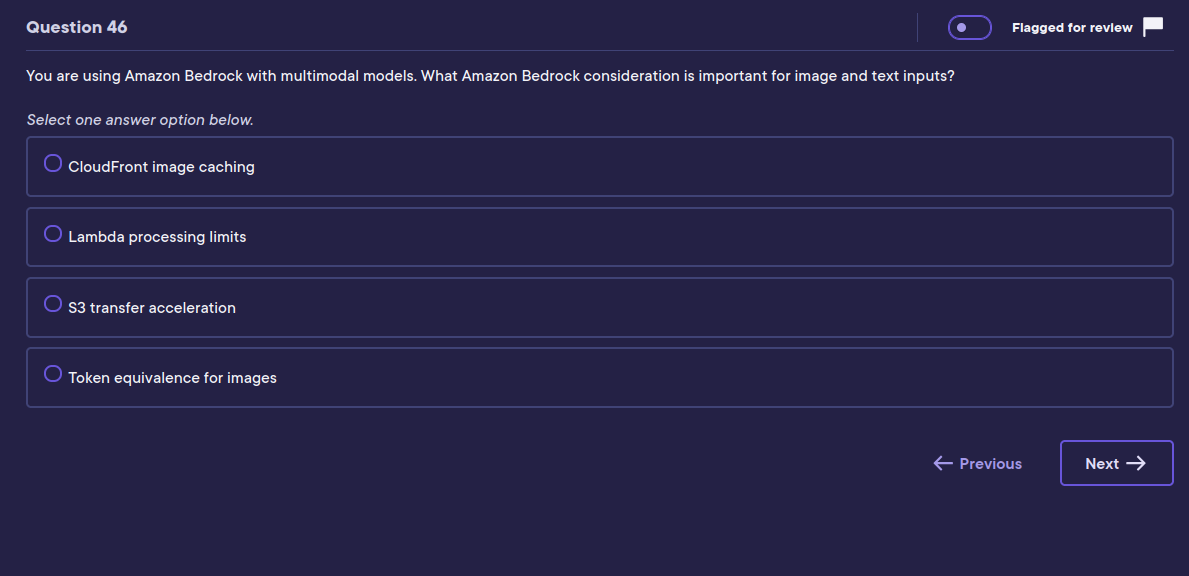 Question 46
Flagged for review
You are using Amazon Bedrock with multimodal models. What Amazon Bedrock consideration is important for image and text inputs?
Select one answer option below.
CloudFront image caching
Lambda processing limits
S3 transfer acceleration
Token equivalence for images
Previous
Next